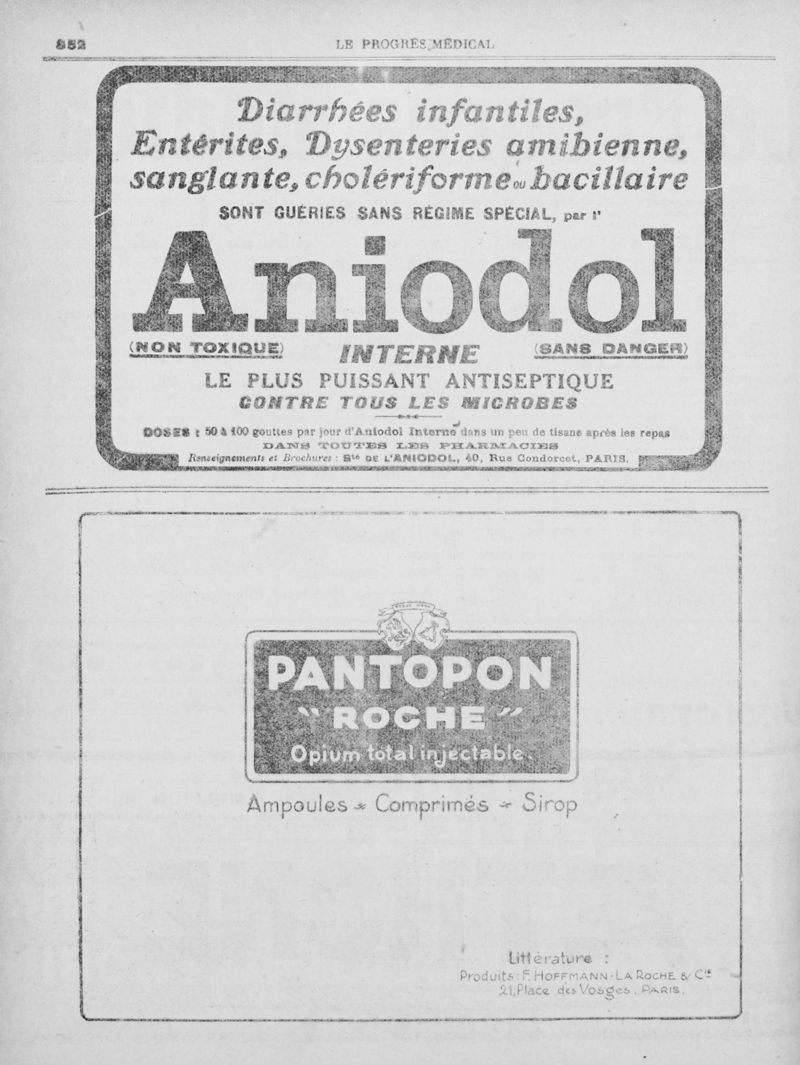 852
LE PROGRÈS MÉDICAL
Diarrhées infantiles,
Entérites, Dysenteries amibienne,
sanglante, cholériforme ou bacillaire
SONT GUÉRIES SANS RÉGIME SPÉCIAL, par l'
Aniodol
(NON TOXIQUE) INTERNE (SANS DANGER)
LE PLUS PUISSANT ANTISEPTIQUE
CONTRE TOUS LES MICROBES
DOSES : 50 à 100 gouttes par jour d'Aniodol Interne dans un peu de tisane après les repas
DANS TOUTES LES PHARMACIES
Renseignements et Brochures : Sté DE L'ANIODOL, 40, Rue Condorcet, PARIS.
PANTOPON
"ROCHE"
Opium total injectable.
Ampoules * Comprimés * Sirop
Littérature :
Produits: F. HOFFMANN-LA ROCHE & Cie
21, Place des Vosges. PARIS.